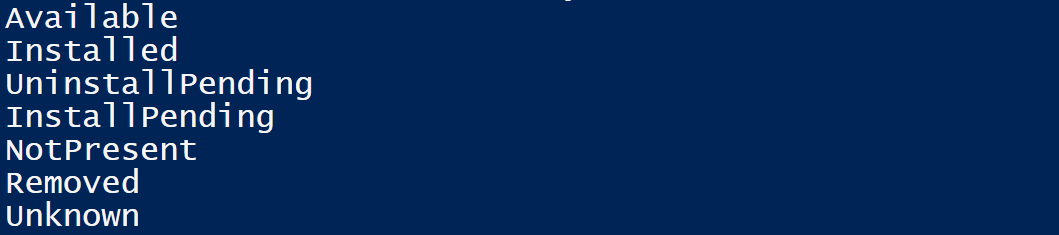 Available
Installed
UninstallPending
InstallPending
NotPresent
Removed
Unknown